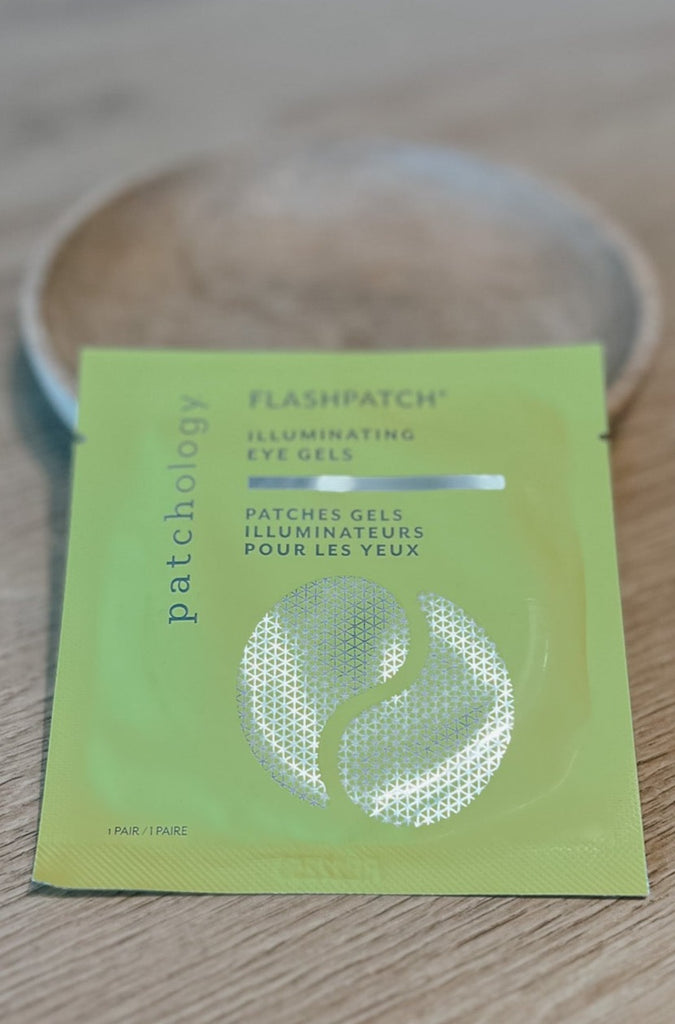 patchology
FLASHPATCH®
ILLUMINATING
EYE GELS
PATCHES GELS
ILLUMINATEURS
POUR LES YEUX
1 PAIR / 1 PAIRE